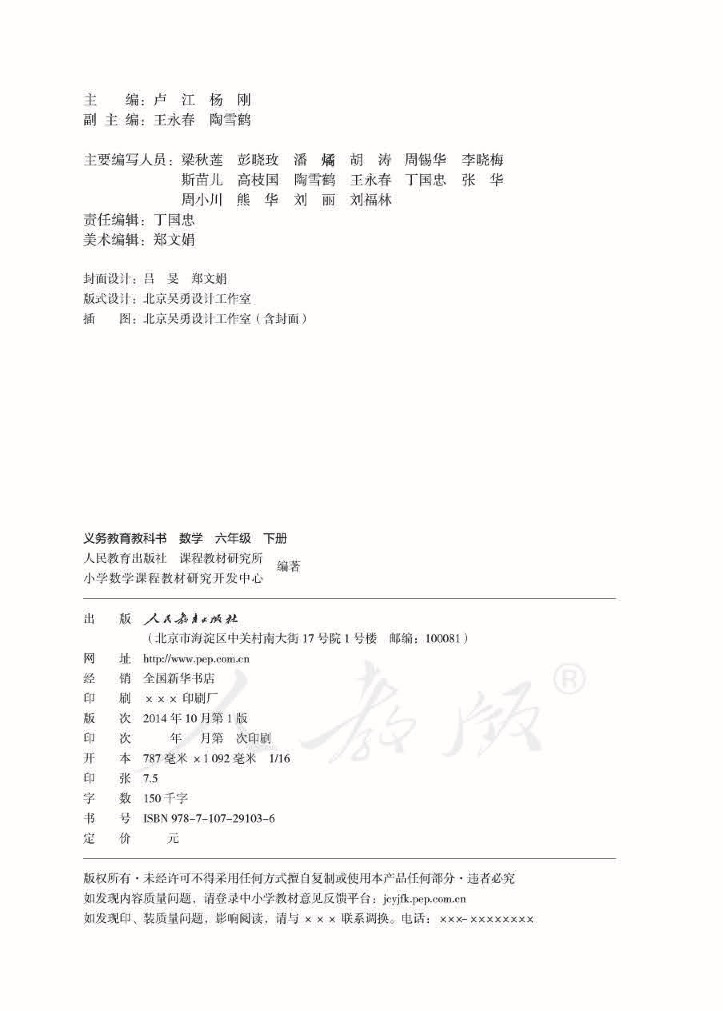 主　　编：卢　江　杨　刚
副 主 编：王永春　陶雪鹤
主要编写人员：梁秋莲　彭晓玫　潘　　胡　涛　周锡华　李晓梅
斯苗儿　高枝国　陶雪鹤　王永春　丁国忠　张　华
周小川　熊　华　刘　丽　刘福林
责任编辑：丁国忠
美术编辑：郑文娟
封面设计：吕　旻　郑文娟
版式设计：北京吴勇设计工作室
插　　图：北京吴勇设计工作室（含封面）
义务教育教科书　数学　六年级　下册
人民教育出版社　课程教材研究所
小学数学课程教材研究开发中心
编著
出　　版　人民教育出版社
（北京市海淀区中关村南大街 17 号院 1 号楼　邮编：100081）
网　　址　http://www.pep.com.cn
经　　销　全国新华书店
印　　刷　×××印刷厂
版　　次　2014 年 10 月第 1 版
印　　次　　　年　月第　次印刷
开　　本　787 毫米 ×1 092 毫米　1/16
印　　张　7.5
字　　数　150 千字
书　　号　ISBN 978-7-107-29103-6
定　　价　　　元
人教版®
版权所有·未经许可不得采用任何方式擅自复制或使用本产品任何部分·违者必究
如发现内容质量问题，请登录中小学教材意见反馈平台：jcyjfk.pep.com.cn
如发现印、装质量问题，影响阅读，请与 ××× 联系调换。电话：×××-××××××××